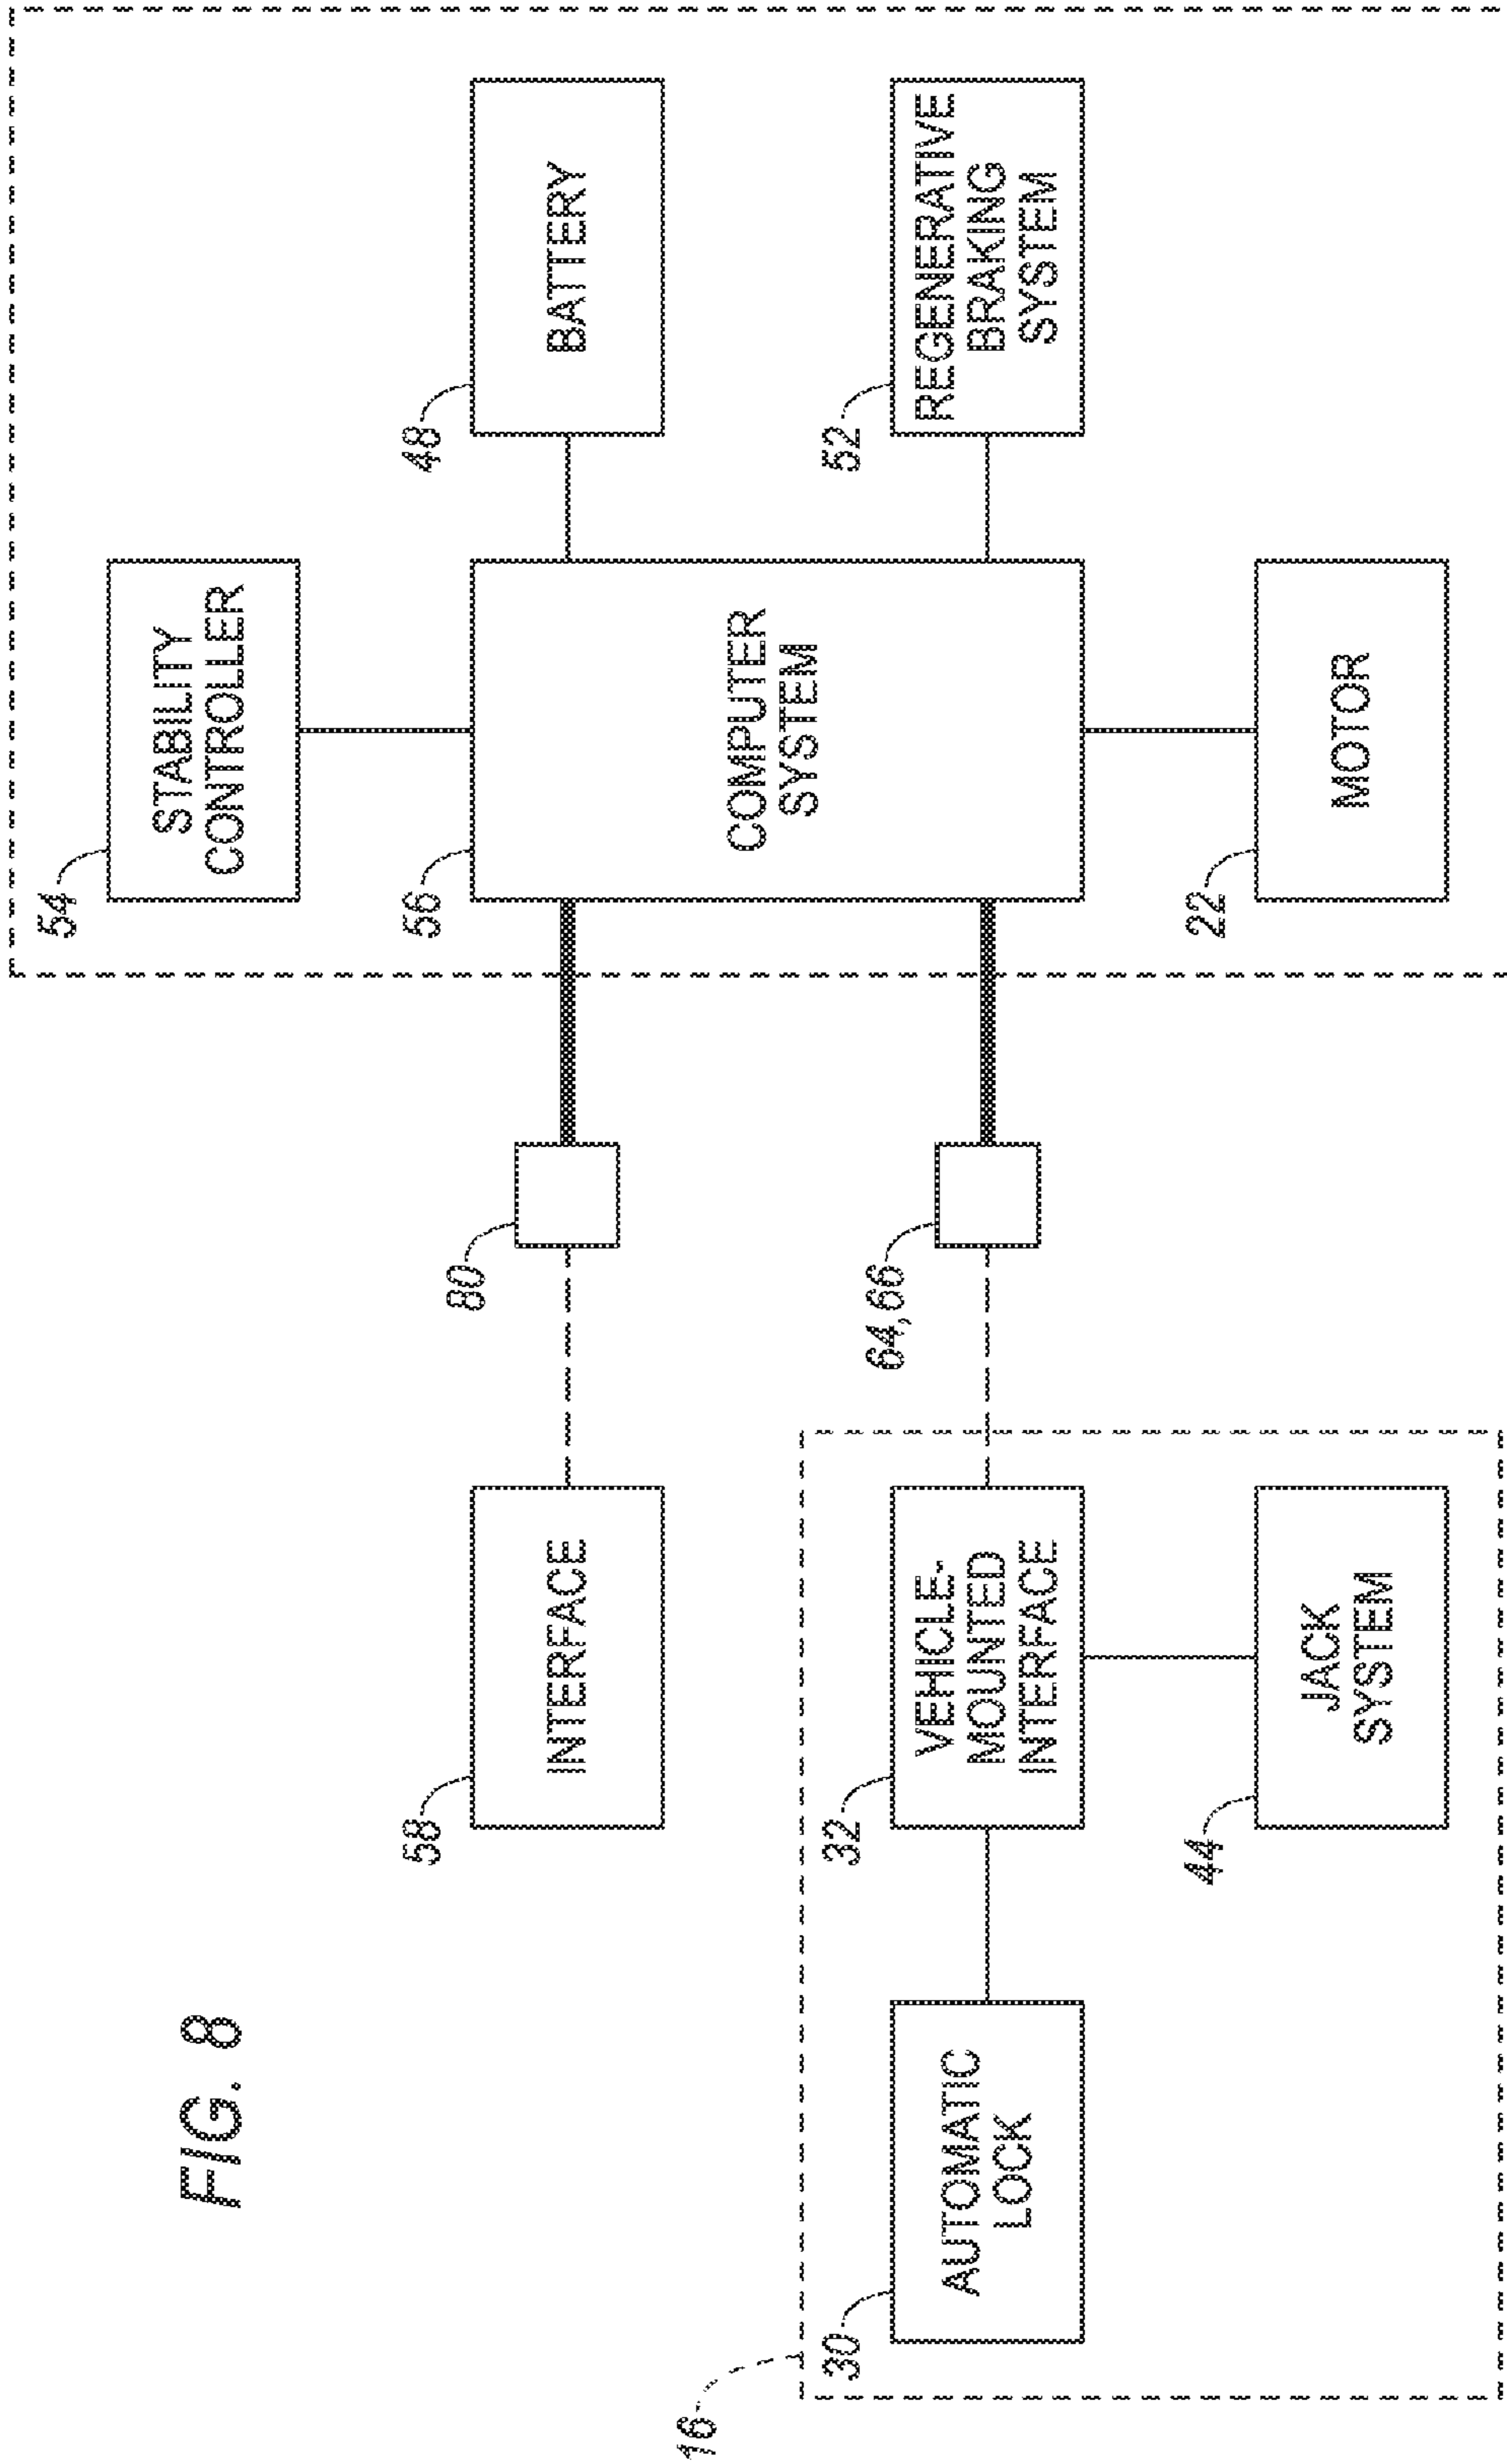 FIG. 8
54
STABILITY
CONTROLLER
58
INTERFACE
80
56
COMPUTER
SYSTEM
48
BATTERY
16
30
AUTOMATIC
LOCK
32
VEHICLE-
MOUNTED
INTERFACE
64, 66
52
REGENERATIVE
BRAKING
SYSTEM
44
JACK
SYSTEM
22
MOTOR